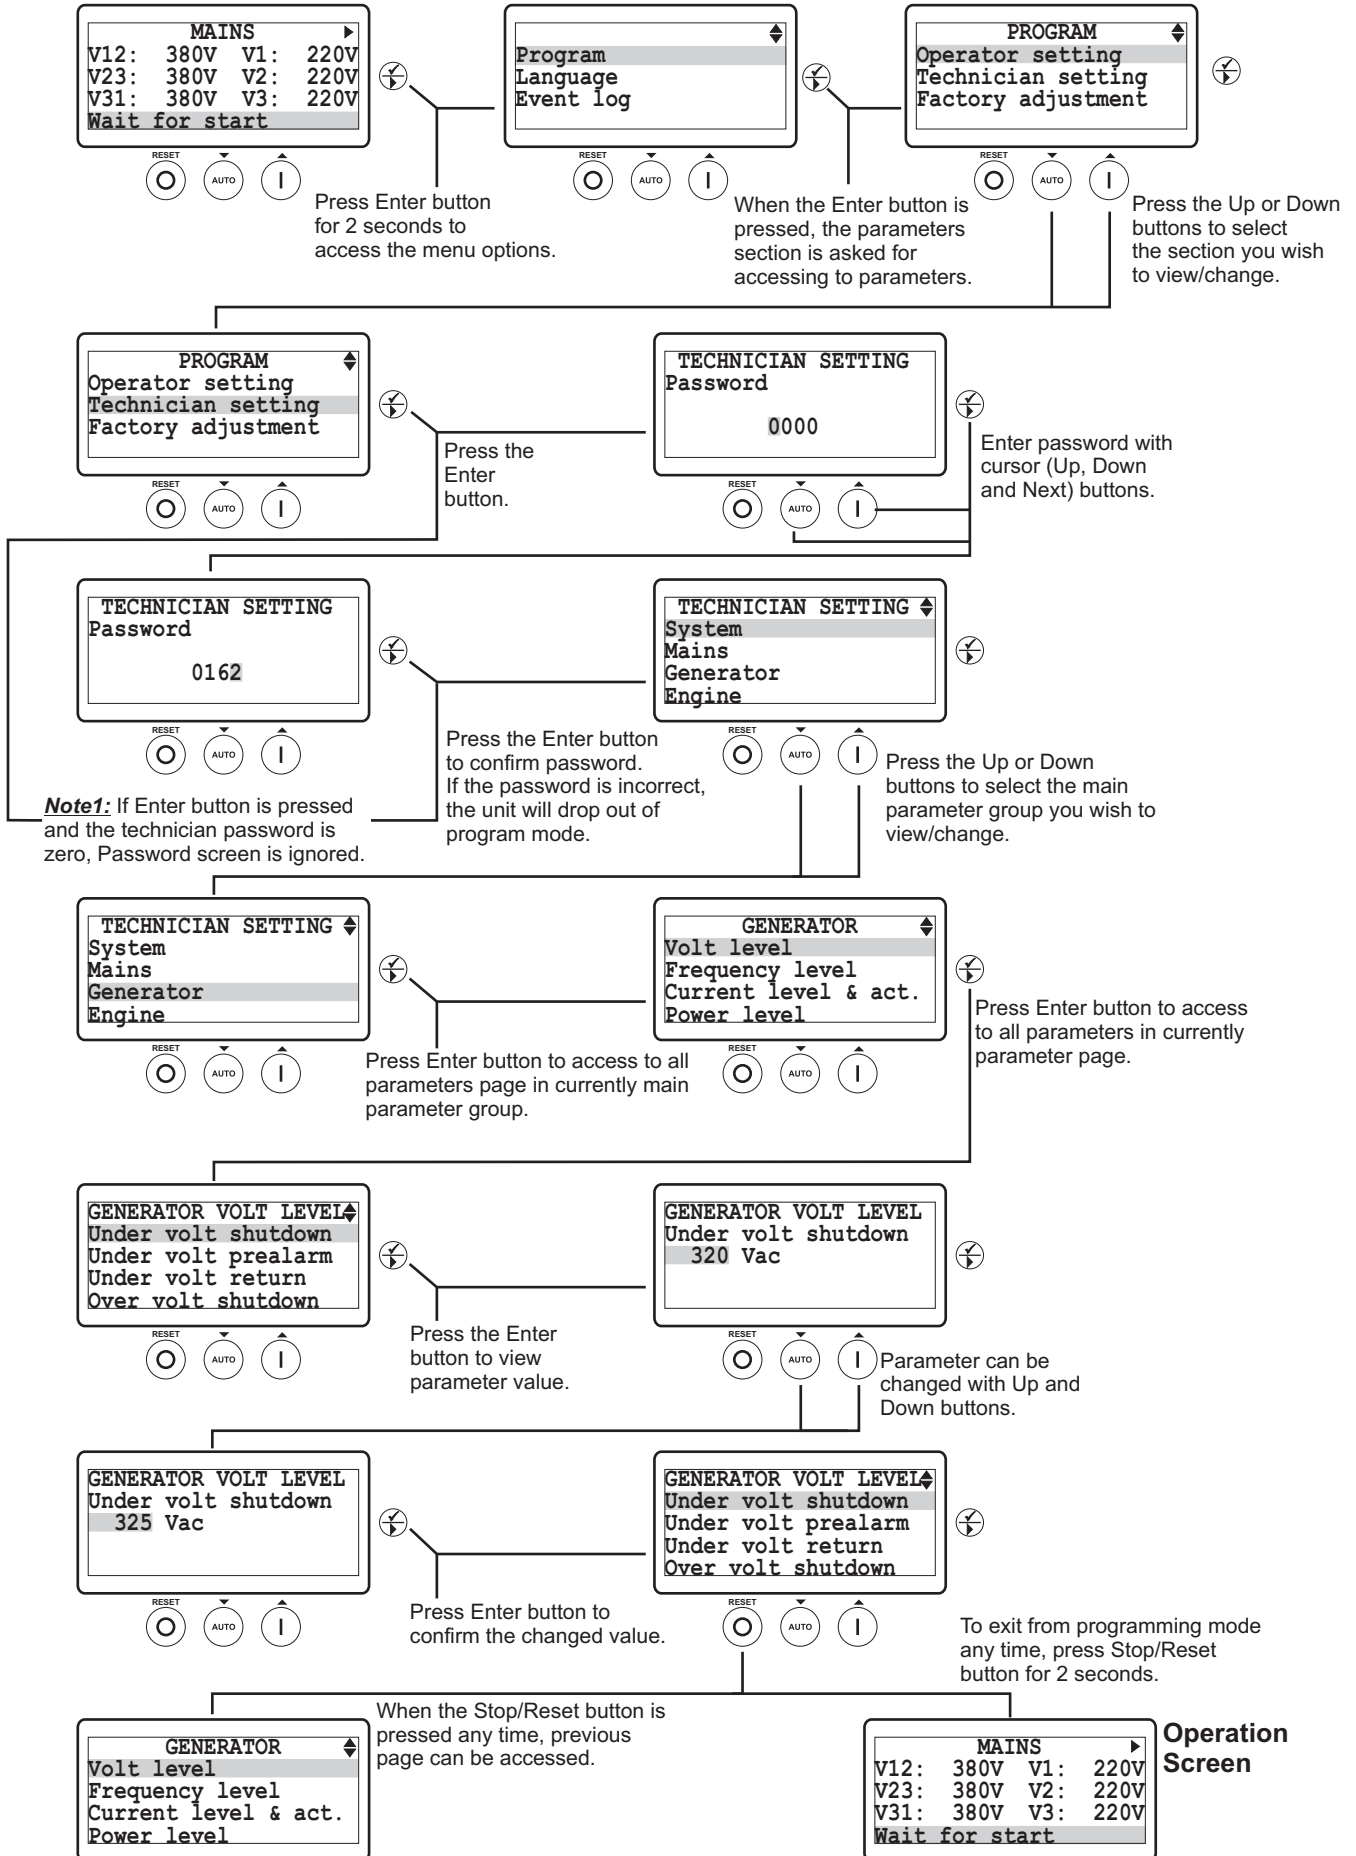 MAINS
V12: 380V V1: 220V
V23: 380V V2: 220V
V31: 380V V3: 220V
Wait for start
RESET
AUTO
Press Enter button
for 2 seconds to
access the menu options.
Program
Language
Event log
RESET
AUTO
When the Enter button is
pressed, the parameters
section is asked for
accessing to parameters.
PROGRAM
Operator setting
Technician setting
Factory adjustment
RESET
AUTO
Press the Up or Down
buttons to select
the section you wish
to view/change.
PROGRAM
Operator setting
Technician setting
Factory adjustment
RESET
AUTO
Press the
Enter
button.
TECHNICIAN SETTING
Password
0000
RESET
AUTO
Enter password with
cursor (Up, Down
and Next) buttons.
TECHNICIAN SETTING
Password
0162
RESET
AUTO
Note1: If Enter button is pressed
and the technician password is
zero, Password screen is ignored.
Press the Enter button
to confirm password.
If the password is incorrect,
the unit will drop out of
program mode.
TECHNICIAN SETTING
System
Mains
Generator
Engine
RESET
AUTO
Press the Up or Down
buttons to select the main
parameter group you wish to
view/change.
TECHNICIAN SETTING
System
Mains
Generator
Engine
RESET
AUTO
Press Enter button to access to all
parameters page in currently main
parameter group.
GENERATOR
Volt level
Frequency level
Current level & act.
Power level
RESET
AUTO
Press Enter button to access
to all parameters in currently
parameter page.
GENERATOR VOLT LEVEL
Under volt shutdown
Under volt prealarm
Under volt return
Over volt shutdown
RESET
AUTO
Press the Enter
button to view
parameter value.
GENERATOR VOLT LEVEL
Under volt shutdown
320 Vac
RESET
AUTO
Parameter can be
changed with Up and
Down buttons.
GENERATOR VOLT LEVEL
Under volt shutdown
325 Vac
RESET
AUTO
Press Enter button to
confirm the changed value.
GENERATOR VOLT LEVEL
Under volt shutdown
Under volt prealarm
Under volt return
Over volt shutdown
RESET
AUTO
To exit from programming mode
any time, press Stop/Reset
button for 2 seconds.
GENERATOR
Volt level
Frequency level
Current level & act.
Power level
When the Stop/Reset button is
pressed any time, previous
page can be accessed.
MAINS
V12: 380V V1: 220V
V23: 380V V2: 220V
V31: 380V V3: 220V
Wait for start
Operation
Screen